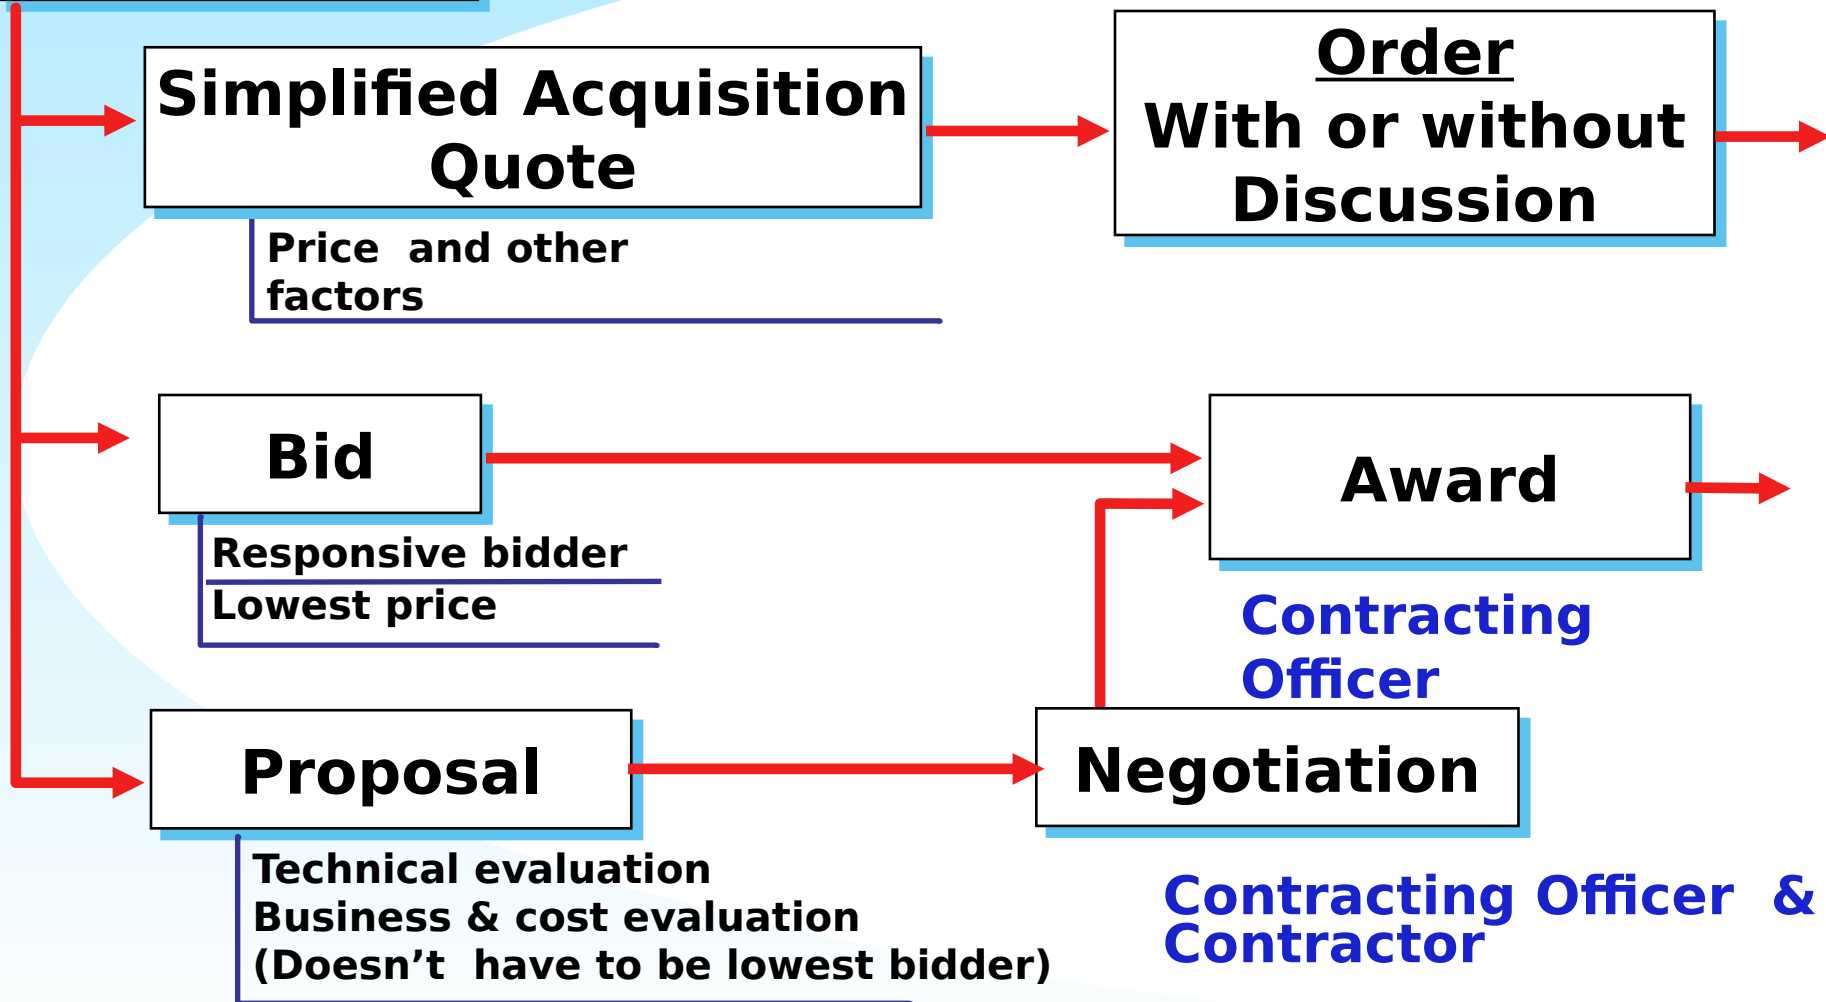 Simplified Acquisition
Quote
Order
With or without
Discussion
Price  and other
factors
Bid
Award
Responsive bidder
Lowest price
Contracting
Officer
Proposal
Negotiation
Technical evaluation
Business & cost evaluation
(Doesn’t  have to be lowest bidder)
Contracting Officer  &
Contractor